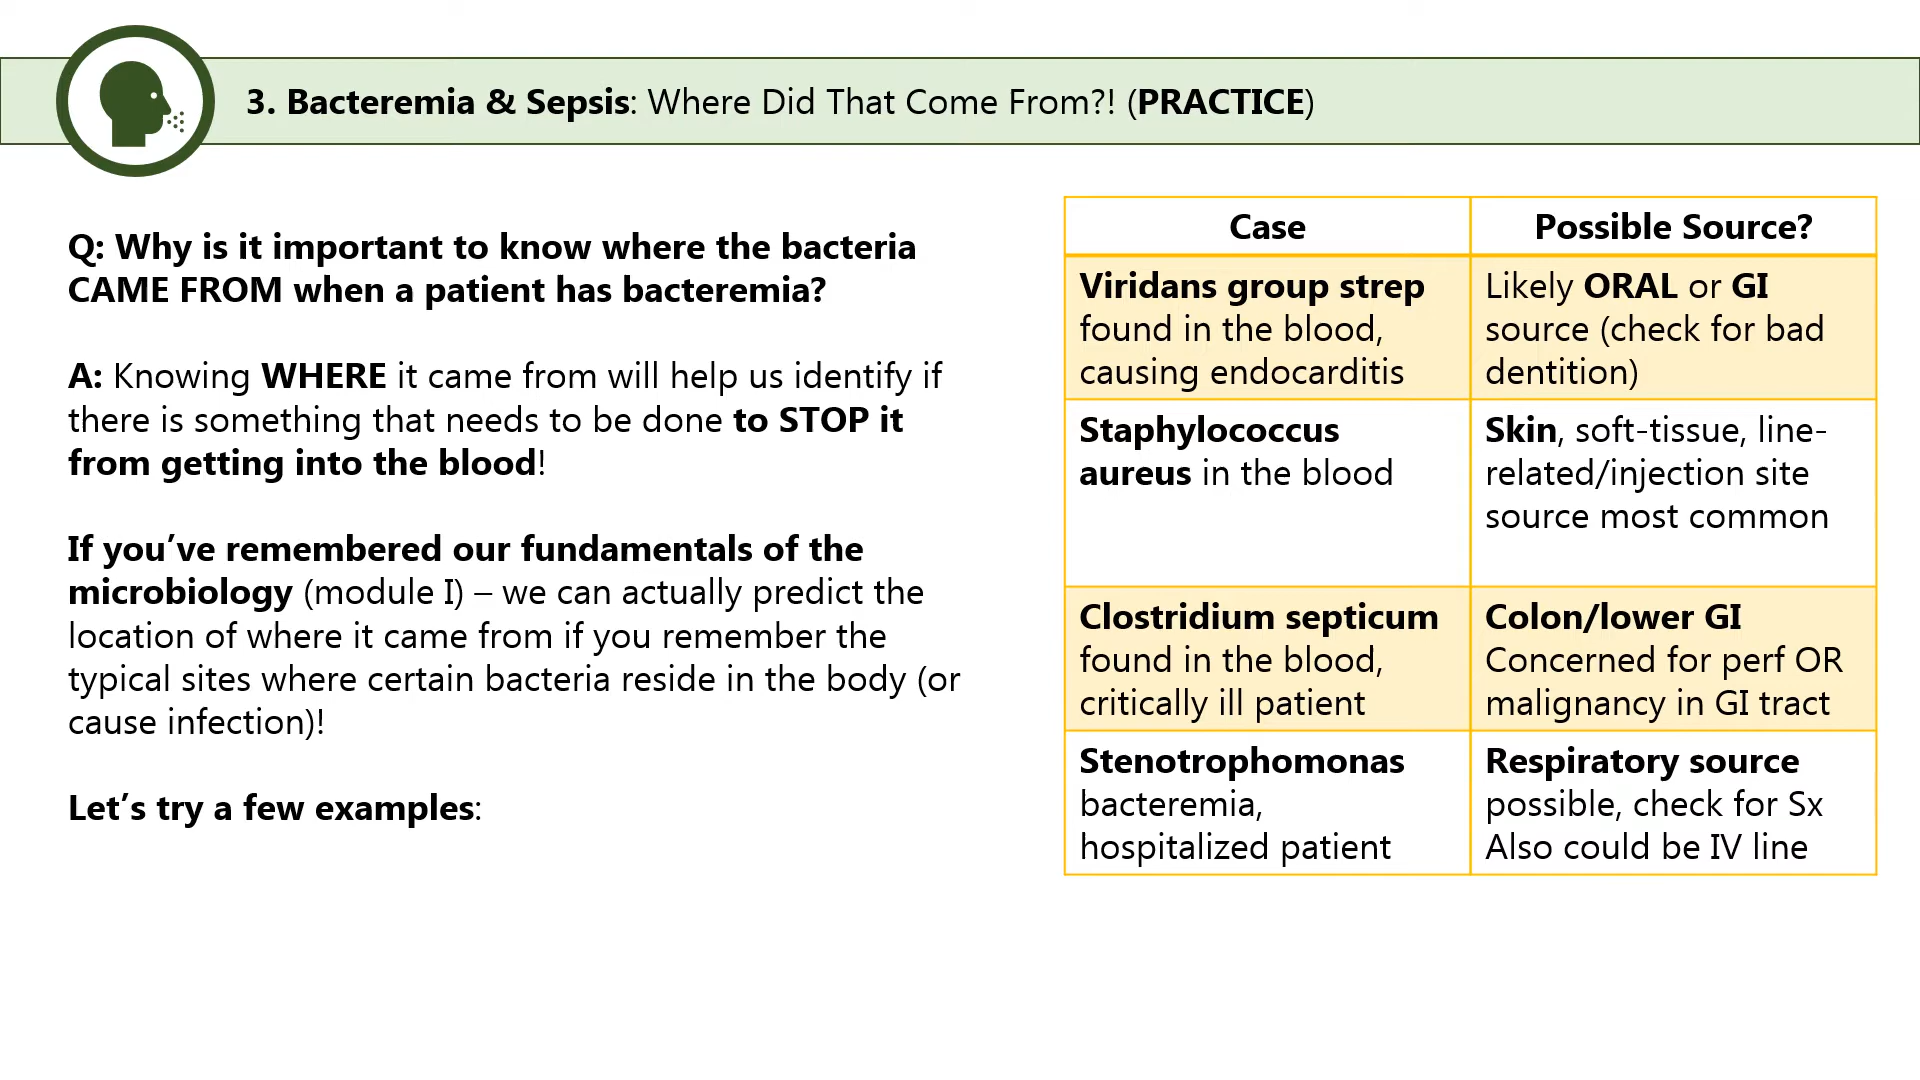 3. Bacteremia & Sepsis: Where Did That Come From?! (PRACTICE)
Q: Why is it important to know where the bacteria
CAME FROM when a patient has bacteremia?
A: Knowing WHERE it came from will help us identify if
there is something that needs to be done to STOP it
from getting into the blood!
If you’ve remembered our fundamentals of the
microbiology (module I) – we can actually predict the
location of where it came from if you remember the
typical sites where certain bacteria reside in the body (or
cause infection)!
Let’s try a few examples:
Case
Possible Source?
Viridans group strep
found in the blood,
causing endocarditis
Likely ORAL or GI
source (check for bad
dentition)
Staphylococcus
aureus in the blood
Skin, soft-tissue, line-
related/injection site
source most common
Clostridium septicum
found in the blood,
critically ill patient
Colon/lower GI
Concerned for perf OR
malignancy in GI tract
Stenotrophomonas
bacteremia,
hospitalized patient
Respiratory source
possible, check for Sx
Also could be IV line